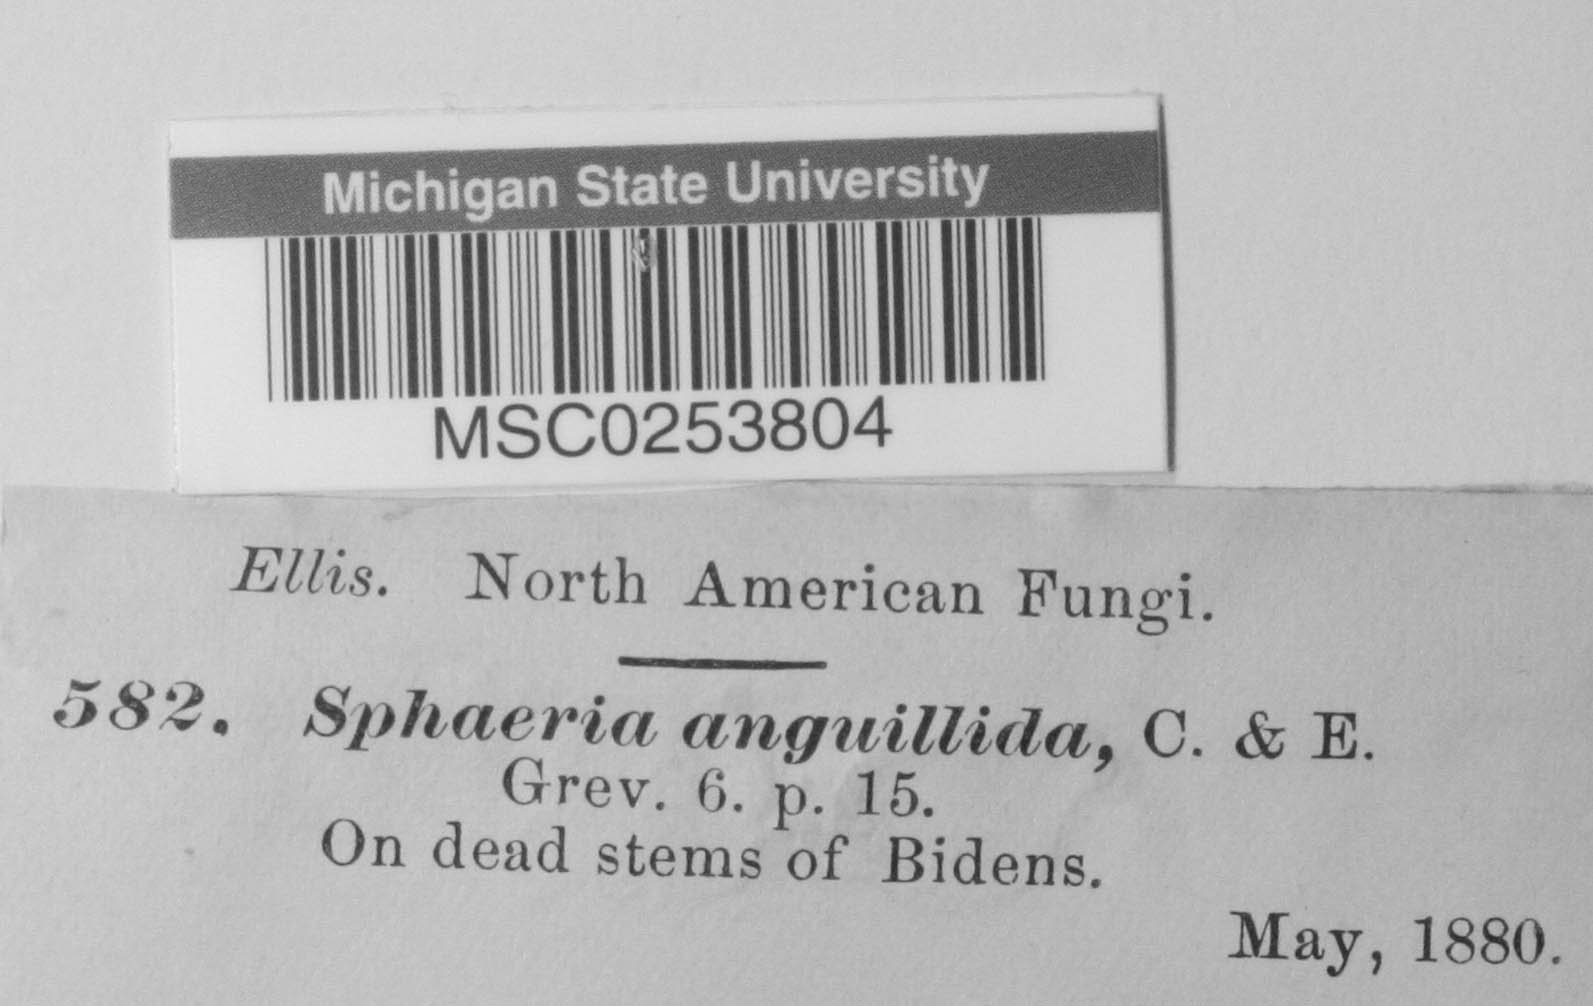 Michigan State University
MSC0253804
Ellis. North American Fungi.
582. Sphaeria anguillida, C. & E.
Grev. 6. p. 15.
On dead stems of Bidens.
May, 1880.